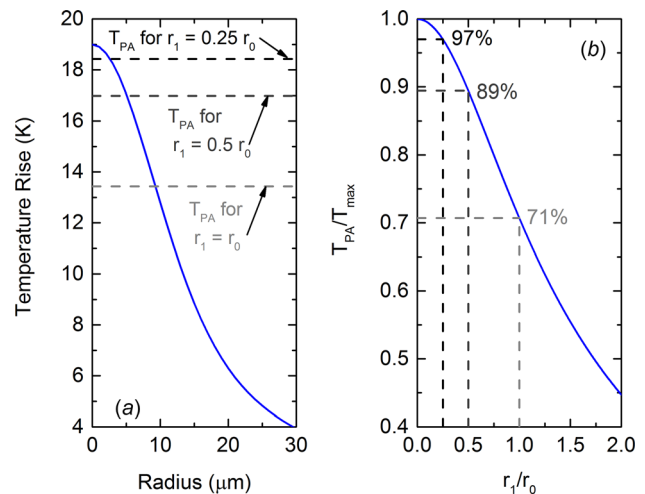 20
18
16
14
12
10
8
6
4
T_PA for r_1 = 0.25 r_0
T_PA for
r_1 = 0.5 r_0
T_PA for
r_1 = r_0
(a)
0 10 20 30
Radius (μm)
Temperature Rise (K)
1.0
0.9
0.8
0.7
0.6
0.5
0.4
97%
(b)
89%
71%
0.0 0.5 1.0 1.5 2.0
r_1/r_0
T_PA/T_max